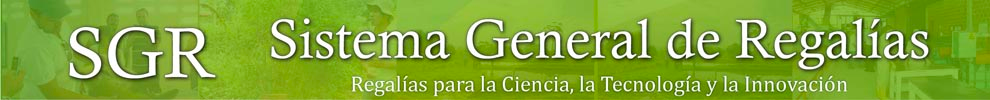 SGR Sistema General de Regalías
Regalías para la Ciencia, la Tecnología y la Innovación